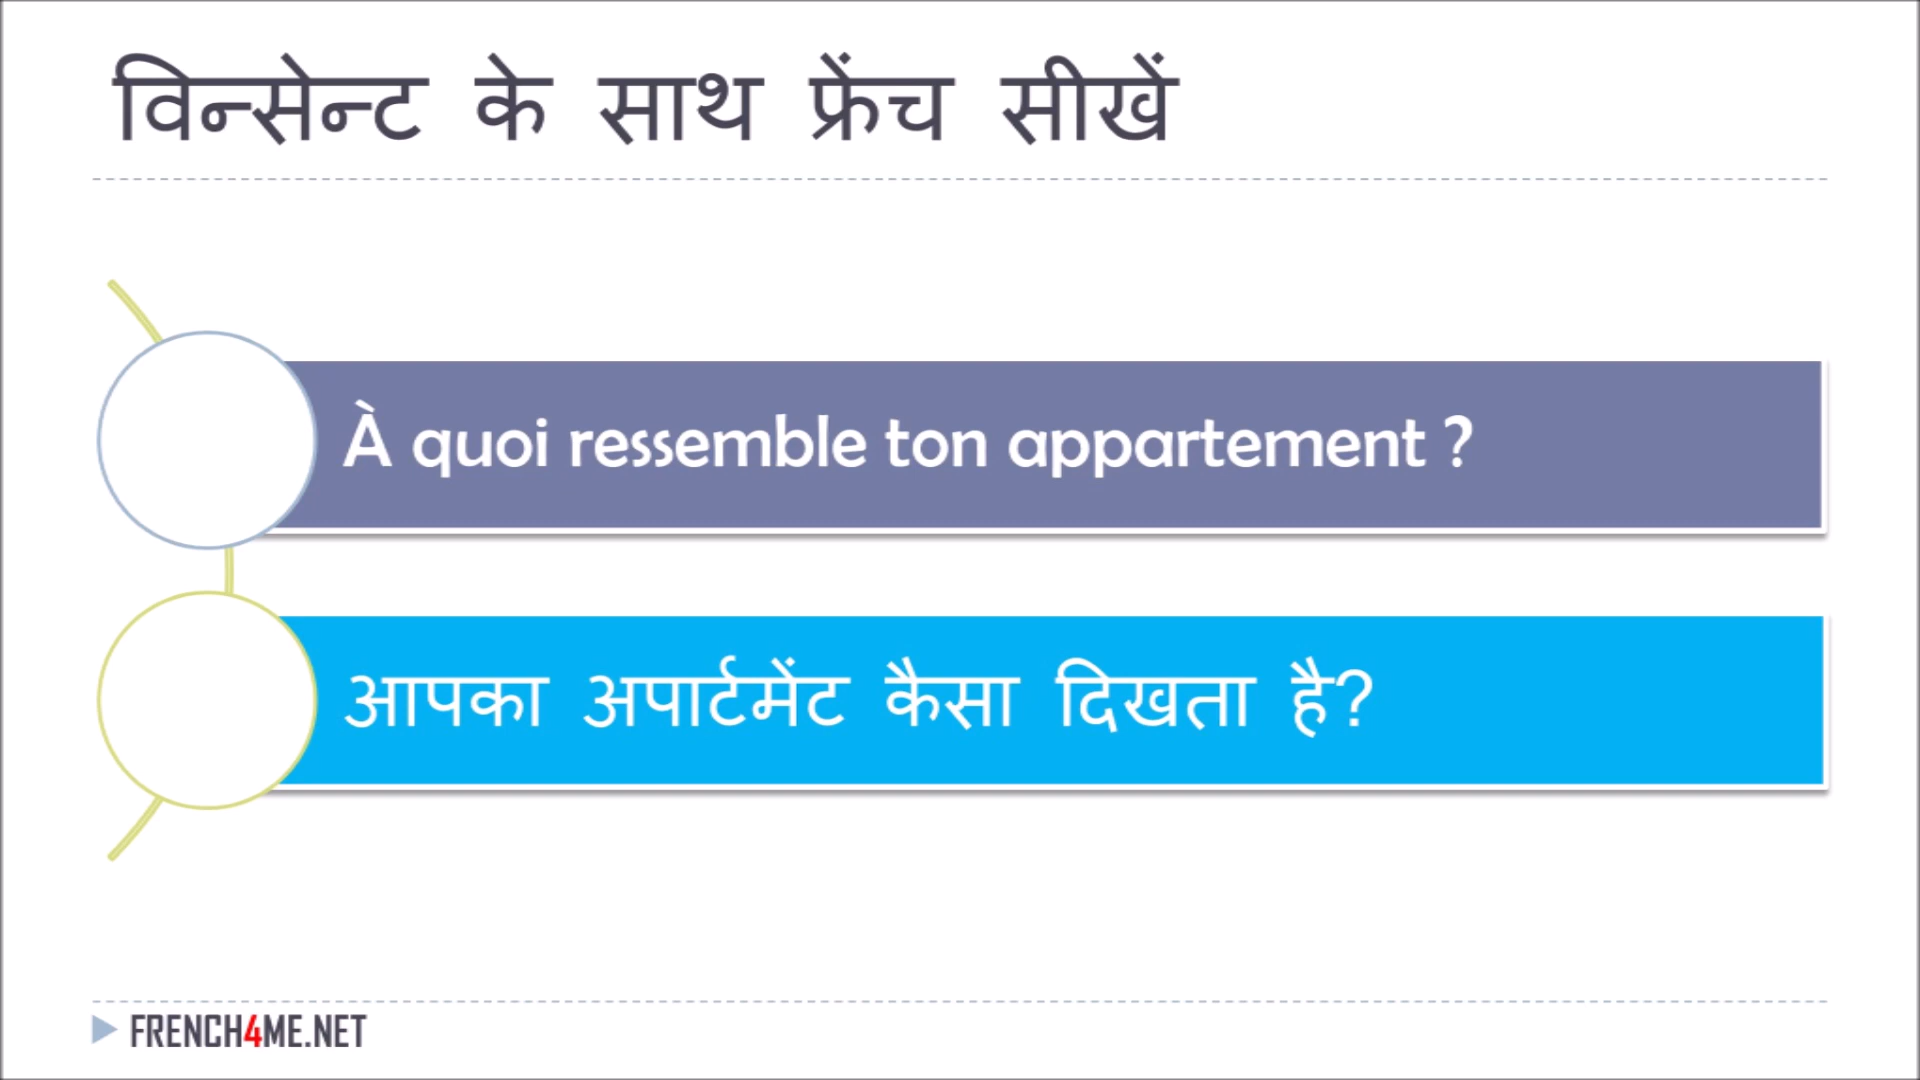 विन्सेन्ट के साथ फ्रेंच सीखें
À quoi ressemble ton appartement ?
आपका अपार्टमेंट कैसा दिखता है?
FRENCH4ME.NET